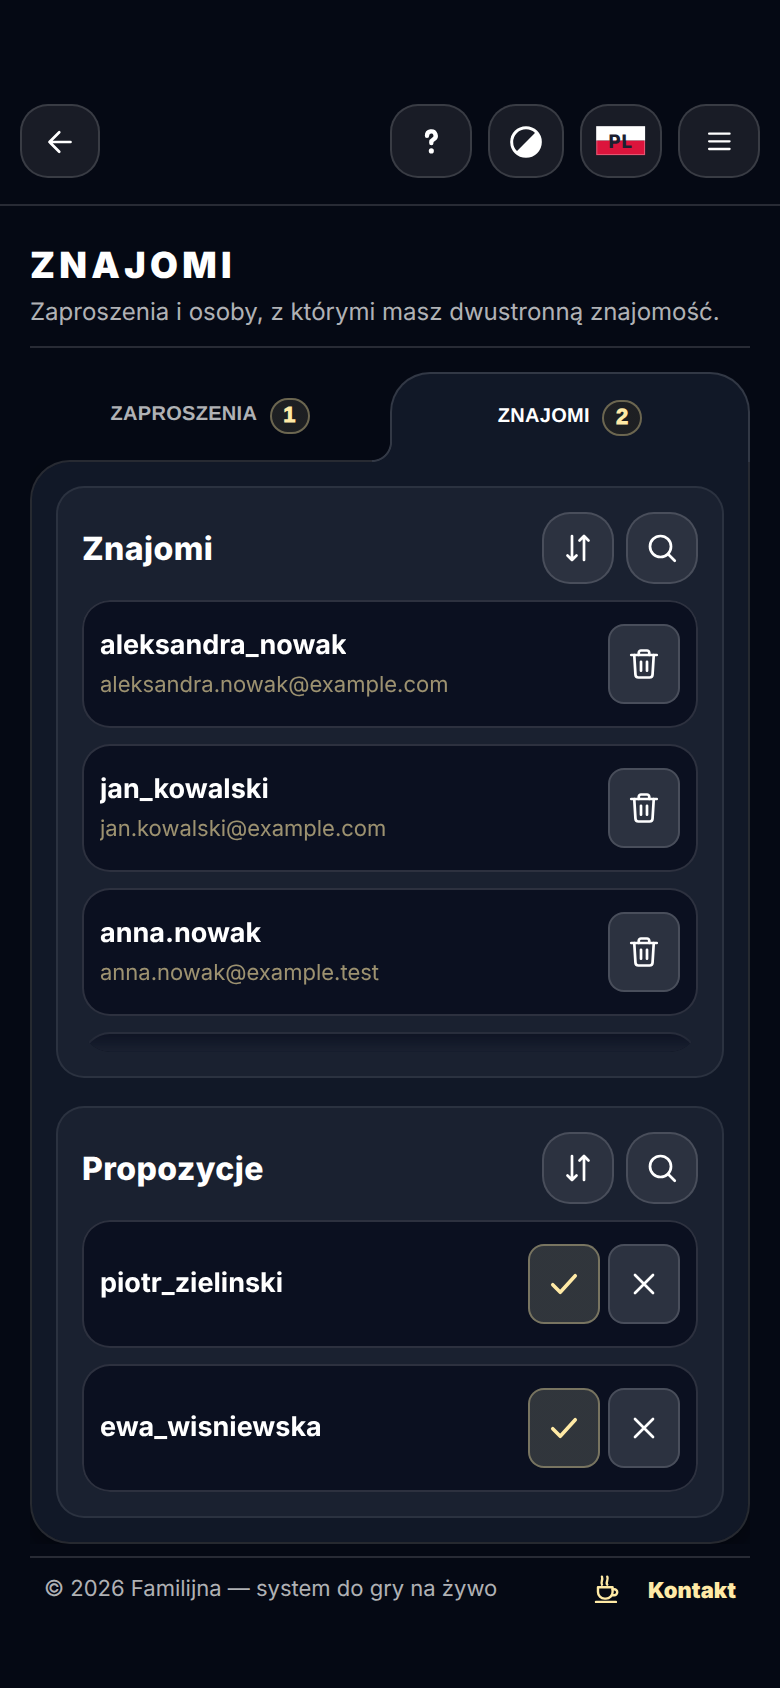 ?
PL
ZNAJOMI
Zaproszenia i osoby, z którymi masz dwustronną znajomość.
ZAPROSZENIA 1
ZNAJOMI 2
Znajomi
aleksandra_nowak
aleksandra.nowak@example.com
jan_kowalski
jan.kowalski@example.com
anna.nowak
anna.nowak@example.test
Propozycje
piotr_zielinski
ewa_wisniewska
© 2026 Familijna — system do gry na żywo
Kontakt